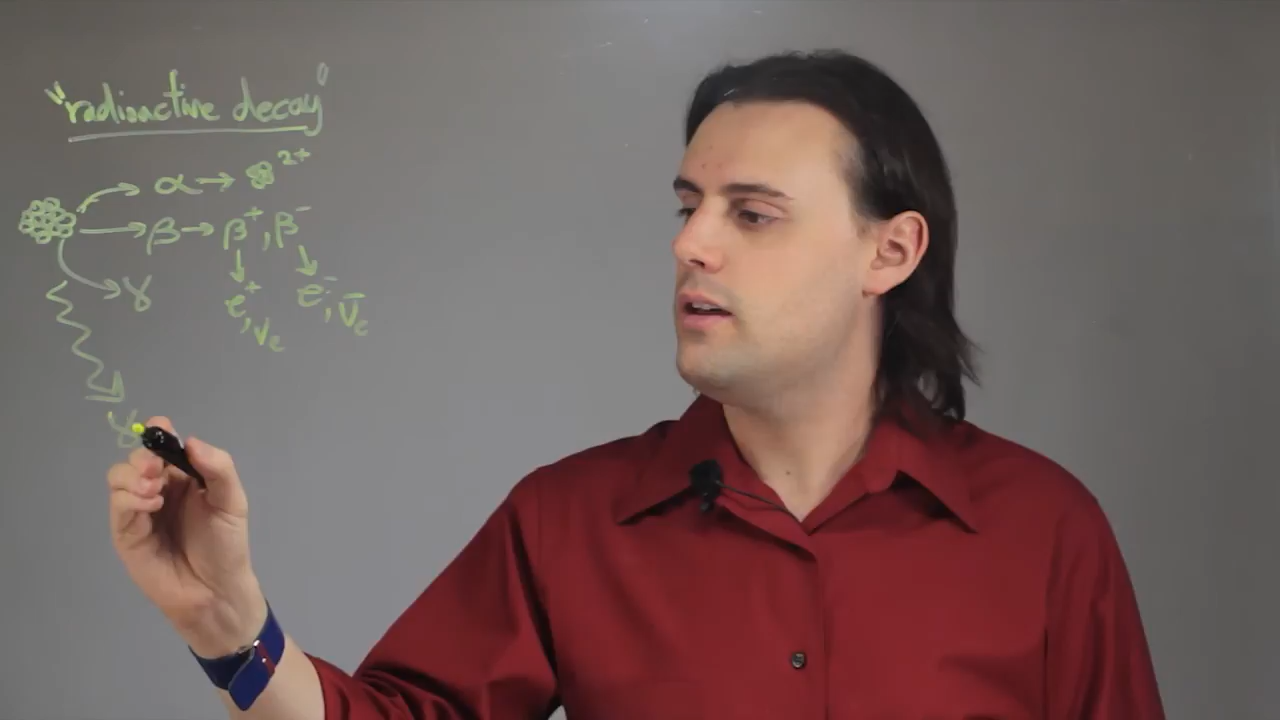 "radioactive decay"
α → 2+
β → β⁺, β⁻
γ
e⁺, νₑ
e⁻, ν̄ₑ
γ